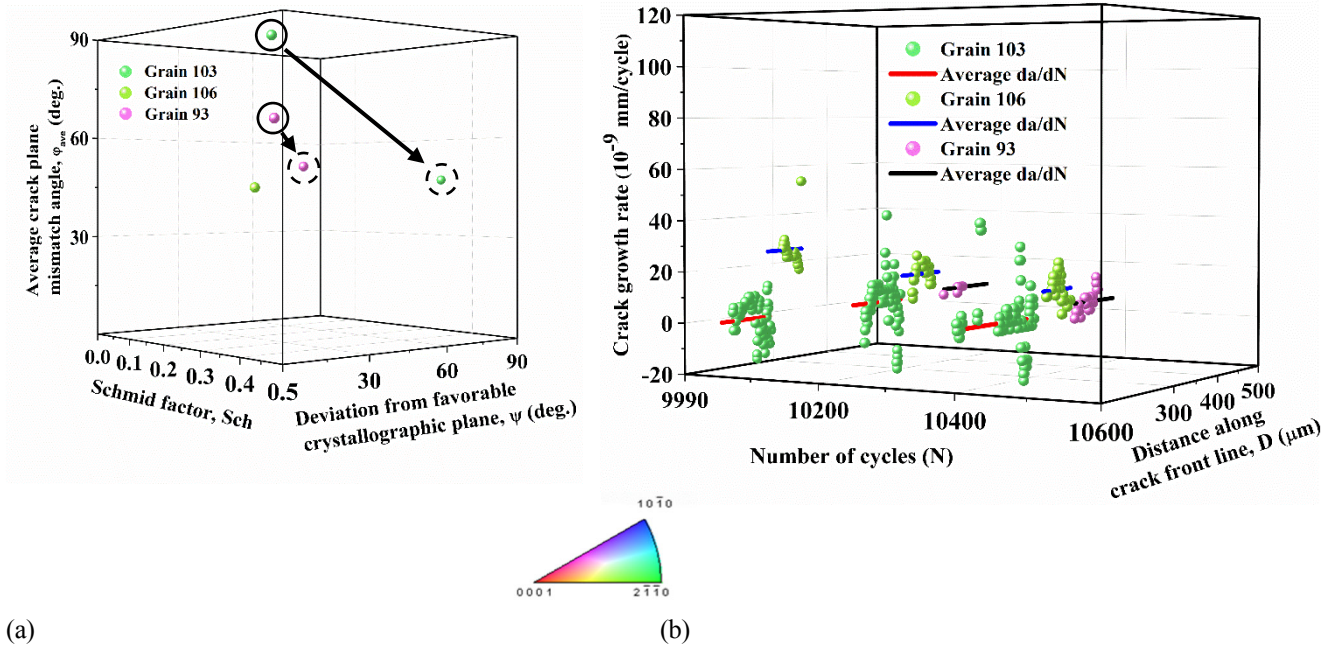 90
60
30
Average crack plane
mismatch angle, φave (deg.)
Grain 103
Grain 106
Grain 93
0.0 0.1 0.2 0.3 0.4 0.5
Schmid factor, Sch
30 60 90
Deviation from favorable
crystallographic plane, ψ (deg.)
(a)
120
100
80
60
40
20
0
-20
Crack growth rate (10⁻⁹ mm/cycle)
Grain 103
Average da/dN
Grain 106
Average da/dN
Grain 93
Average da/dN
9990 10200 10400 10600
Number of cycles (N)
300 400 500
Distance along
crack front line, D (μm)
101̅0
0001 21̅1̅0
(b)